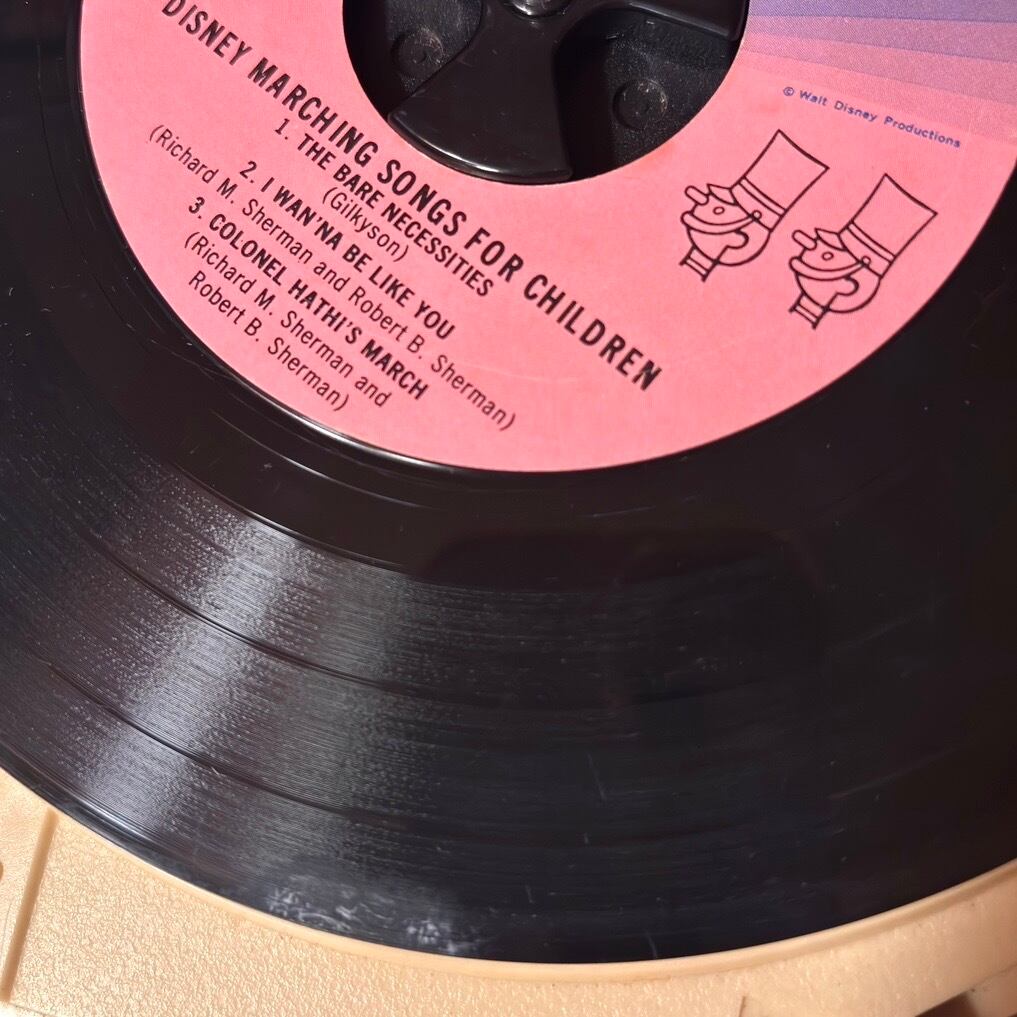 DISNEY MARCHING SONGS FOR CHILDREN
1. THE BARE NECESSITIES
(Gilkyson)
2. I WAN'NA BE LIKE YOU
(Richard M. Sherman and Robert B. Sherman)
3. COLONEL HATHI'S MARCH
(Richard M. Sherman and
Robert B. Sherman)
© Walt Disney Productions